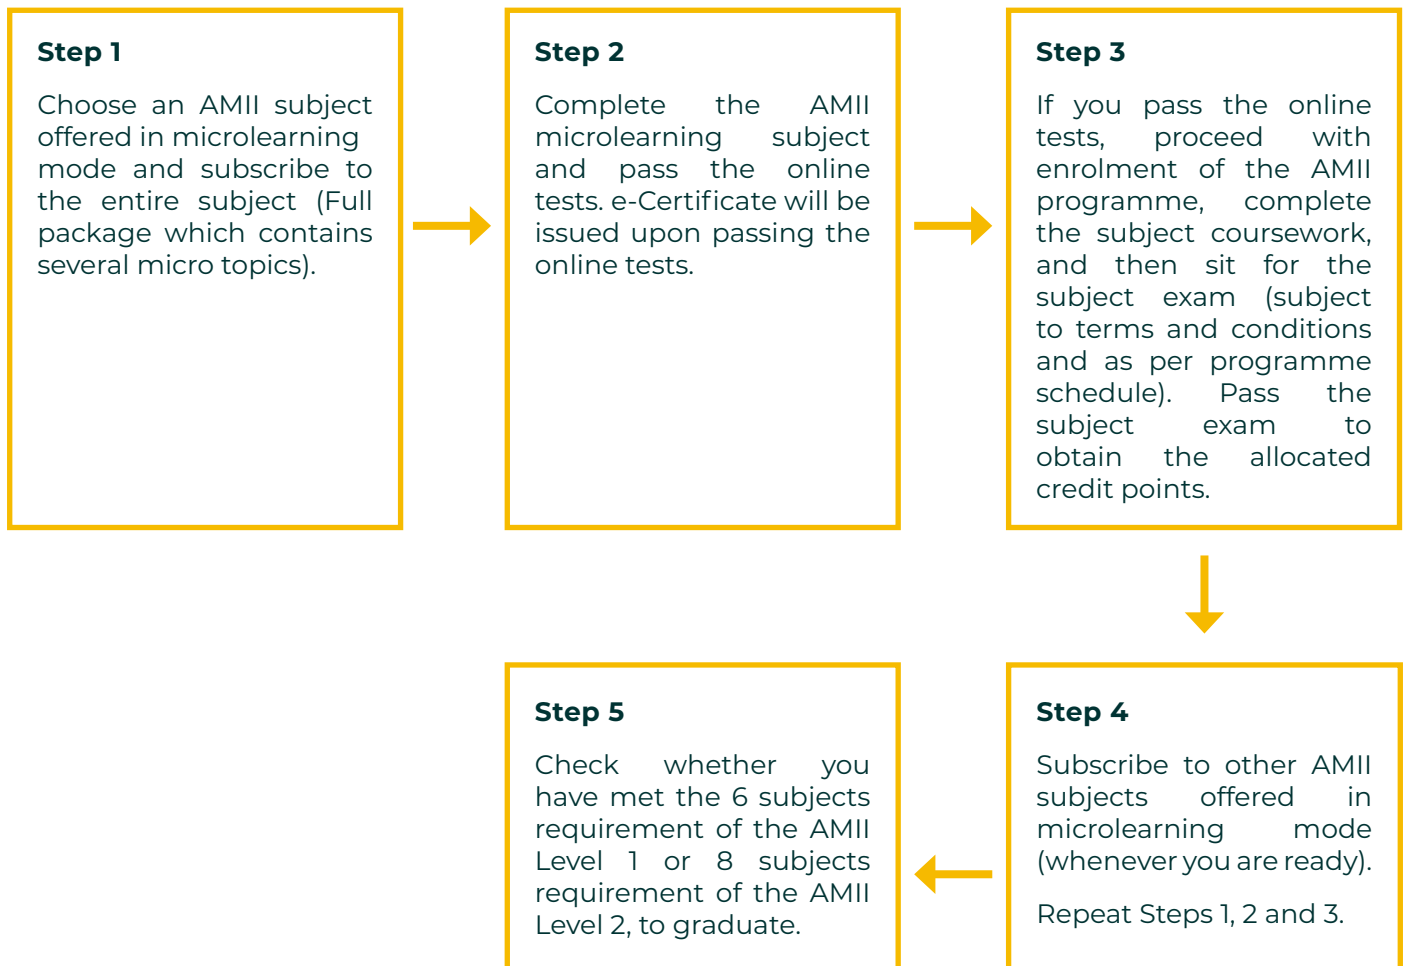 Step 1
Choose an AMII subject
offered in microlearning
mode and subscribe to
the entire subject (Full
package which contains
several micro topics).
Step 2
Complete the AMII
microlearning subject
and pass the online
tests. e-Certificate will be
issued upon passing the
online tests.
Step 3
If you pass the online
tests, proceed with
enrolment of the AMII
programme, complete
the subject coursework,
and then sit for the
subject exam (subject
to terms and conditions
and as per programme
schedule). Pass the
subject exam to
obtain the allocated
credit points.
Step 4
Subscribe to other AMII
subjects offered in
microlearning mode
(whenever you are ready).
Repeat Steps 1, 2 and 3.
Step 5
Check whether you
have met the 6 subjects
requirement of the AMII
Level 1 or 8 subjects
requirement of the AMII
Level 2, to graduate.